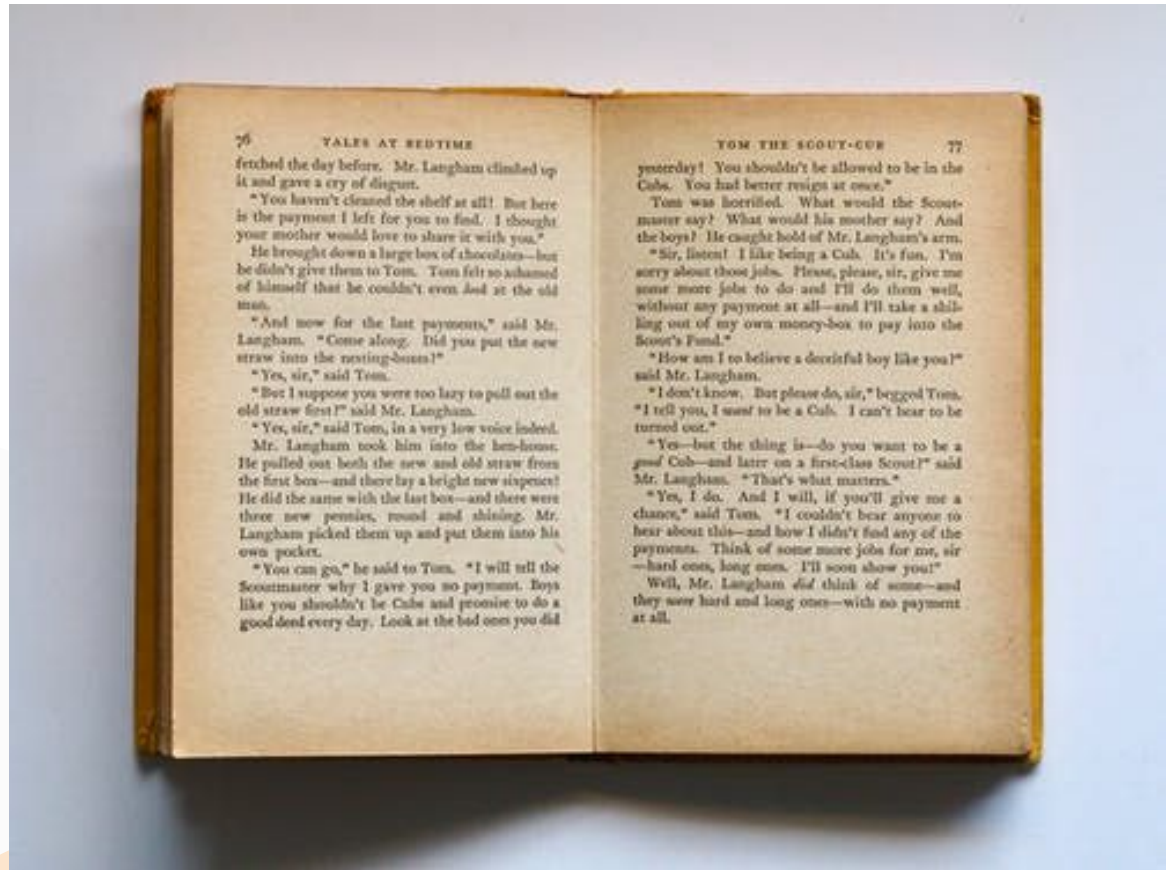 76 TALES AT BEDTIME
fetched the day before. Mr. Langham climbed up
it and gave a cry of disgust.
"You haven't cleaned the shelf at all! But here
is the payment I left for you to find. I thought
your mother would love to share it with you."
He brought down a large box of chocolates—but
he didn't give them to Tom. Tom felt so ashamed
of himself that he couldn't even look at the old
man.
"And now for the last payments," said Mr.
Langham. "Come along. Did you put the new
straw into the nesting-boxes?"
"Yes, sir," said Tom.
"But I suppose you were too lazy to pull out the
old straw first?" said Mr. Langham.
"Yes, sir," said Tom, in a very low voice indeed.
Mr. Langham took him into the hen-house.
He pulled out both the new and old straw from
the first box—and there lay a bright new sixpence!
He did the same with the last box—and there were
three new pennies, round and shining. Mr.
Langham picked them up and put them into his
own pocket.
"You can go," he said to Tom. "I will tell the
Scoutmaster why I gave you no payment. Boys
like you shouldn't be Cubs and promise to do a
good deed every day. Look at the bad ones you did
TOM THE SCOUT-CUB 77
yesterday! You shouldn't be allowed to be in the
Cubs. You had better resign at once."
Tom was horrified. What would the Scout-
master say? What would his mother say? And
the boys? He caught hold of Mr. Langham's arm.
"Sir, listen! I like being a Cub. It's fun. I'm
sorry about those jobs. Please, please, sir, give me
some more jobs to do and I'll do them well,
without any payment at all—and I'll take a shil-
ling out of my own money-box to pay into the
Scout's Fund."
"How am I to believe a deceitful boy like you?"
said Mr. Langham.
"I don't know. But please do, sir," begged Tom.
"I tell you, I want to be a Cub. I can't bear to be
turned out."
"Yes—but the thing is—do you want to be a
good Cub—and later on a first-class Scout?" said
Mr. Langham. "That's what matters."
"Yes, I do. And I will, if you'll give me a
chance," said Tom. "I couldn't bear anyone to
hear about this—and how I didn't find any of the
payments. Think of some more jobs for me, sir
—hard ones, long ones. I'll soon show you!"
Well, Mr. Langham did think of some—and
they were hard and long ones—with no payment
at all.